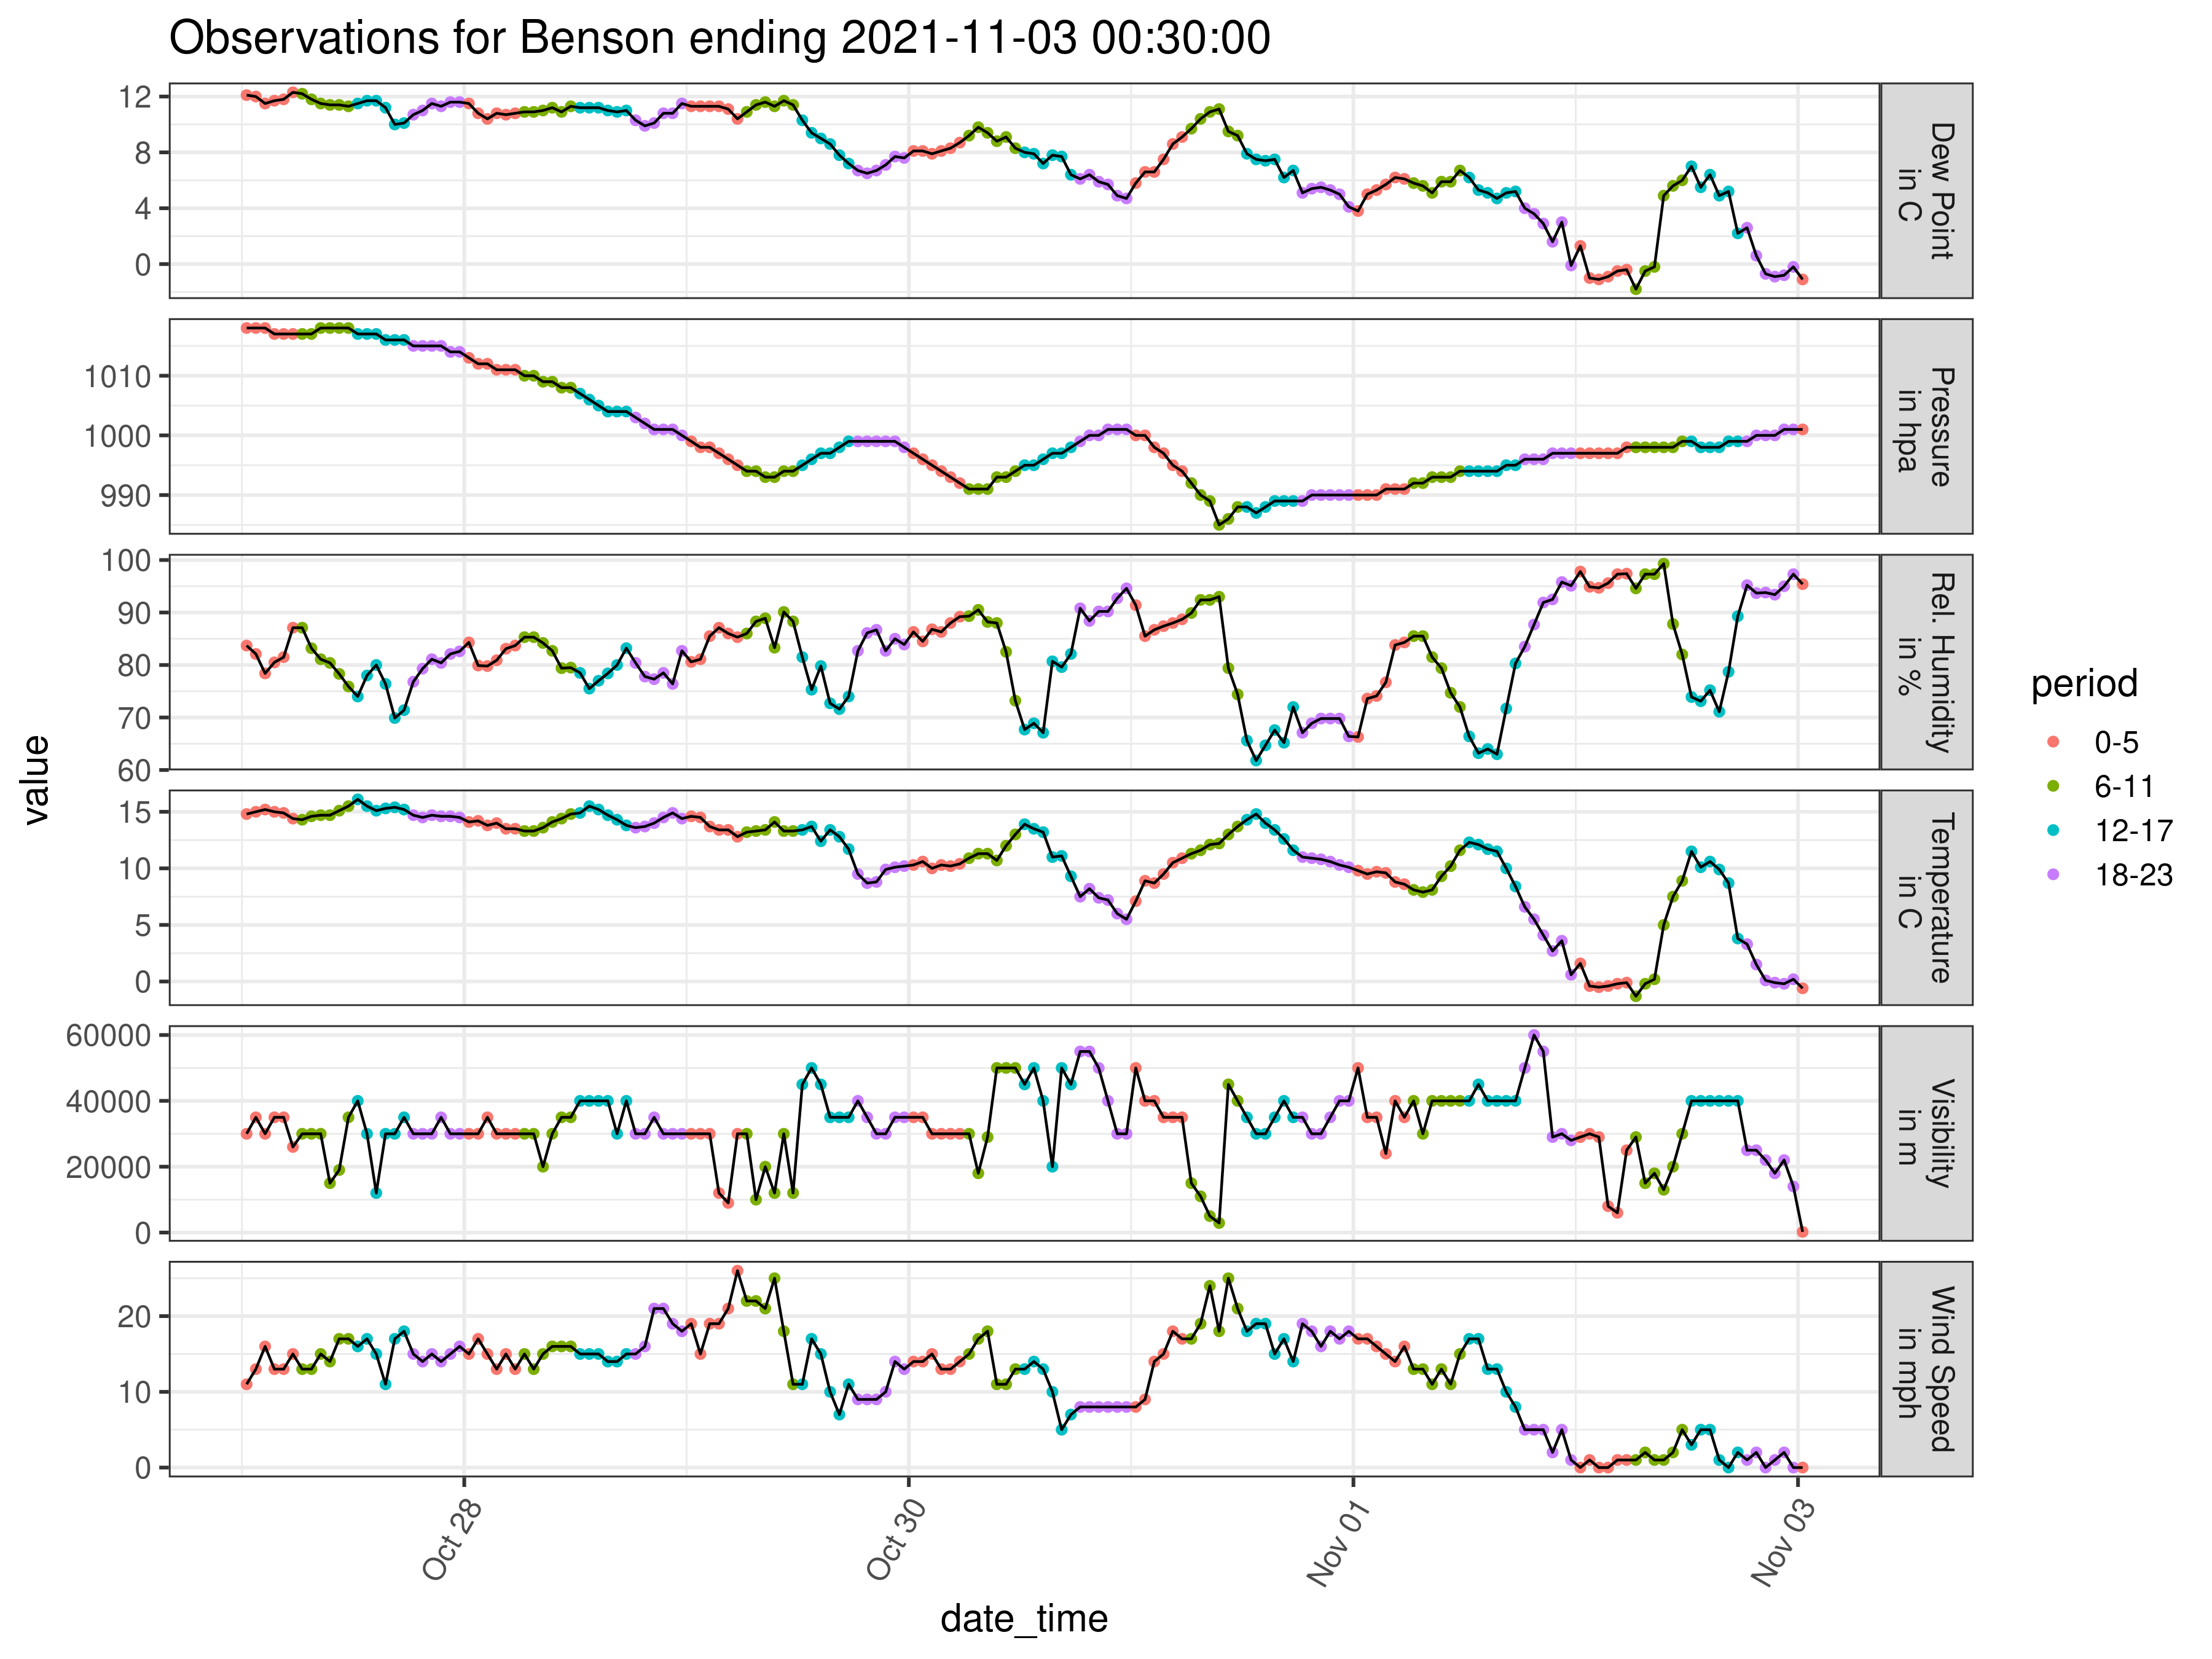 Observations for Benson ending 2021-11-03 00:30:00
value
12
8
4
0
Dew Point
in C
1010
1000
990
Pressure
in hpa
100
90
80
70
60
Rel. Humidity
in %
15
10
5
0
Temperature
in C
60000
40000
20000
0
Visibility
in m
20
10
0
Wind Speed
in mph
Oct 28
Oct 30
Nov 01
Nov 03
date_time
period
0-5
6-11
12-17
18-23